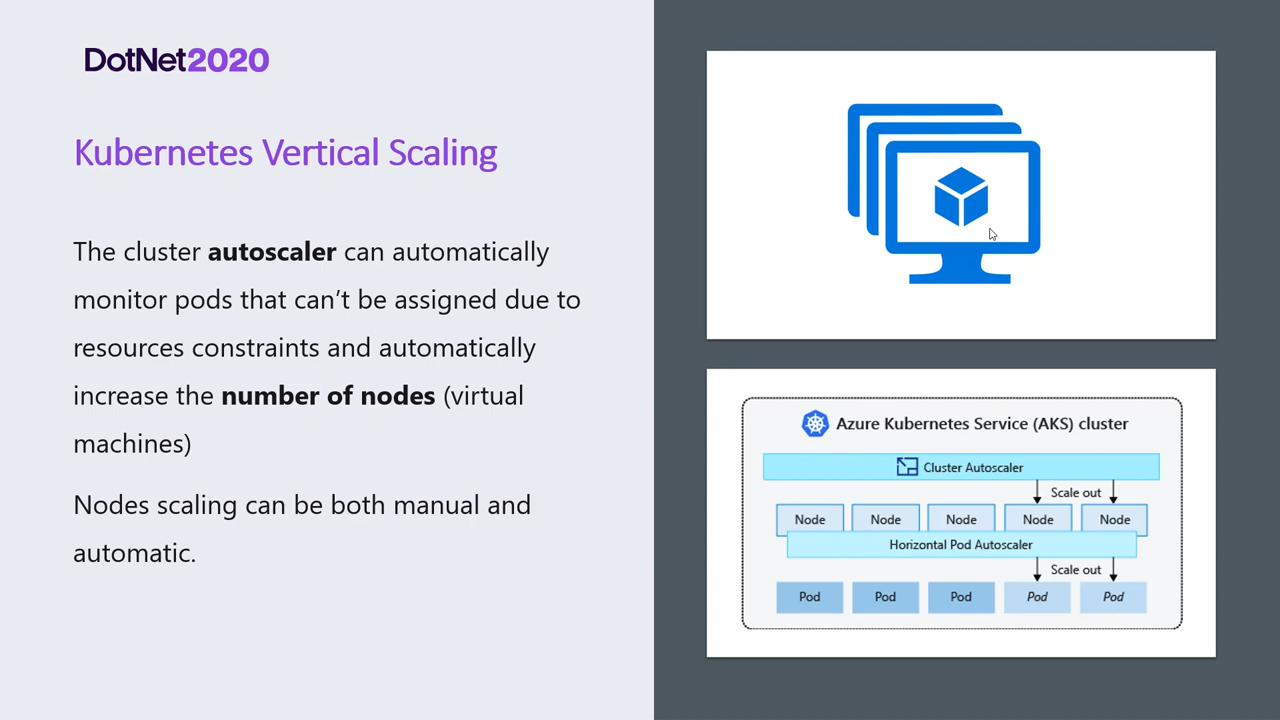 DotNet2020
Kubernetes Vertical Scaling
The cluster autoscaler can automatically
monitor pods that can’t be assigned due to
resources constraints and automatically
increase the number of nodes (virtual
machines)
Nodes scaling can be both manual and
automatic.
Azure Kubernetes Service (AKS) cluster
Cluster Autoscaler
Scale out
Node Node Node Node Node
Horizontal Pod Autoscaler
Scale out
Pod Pod Pod Pod Pod